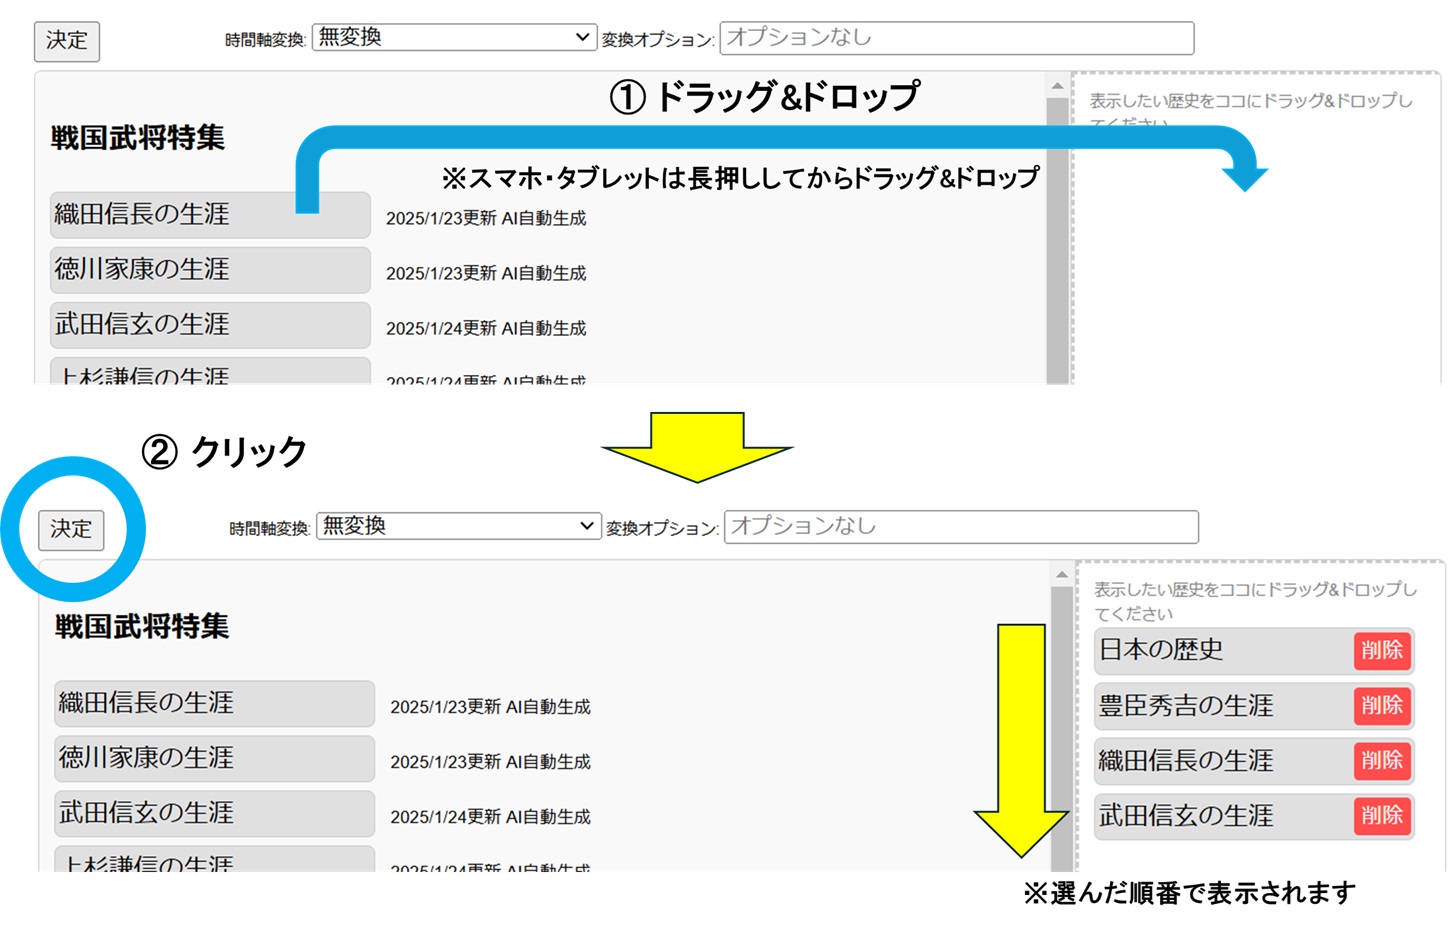 決定
時間軸変換: 無変換 変換オプション: オプションなし
① ドラッグ&ドロップ
表示したい歴史をココにドラッグ&ドロップし
てください
戦国武将特集
※スマホ・タブレットは長押ししてからドラッグ&ドロップ
織田信長の生涯 2025/1/23更新 AI自動生成
徳川家康の生涯 2025/1/23更新 AI自動生成
武田信玄の生涯 2025/1/24更新 AI自動生成
上杉謙信の生涯 2025/1/24更新 AI自動生成
② クリック
決定
時間軸変換: 無変換 変換オプション: オプションなし
戦国武将特集
織田信長の生涯 2025/1/23更新 AI自動生成
徳川家康の生涯 2025/1/23更新 AI自動生成
武田信玄の生涯 2025/1/24更新 AI自動生成
上杉謙信の生涯 2025/1/24更新 AI自動生成
表示したい歴史をココにドラッグ&ドロップし
てください
日本の歴史 削除
豊臣秀吉の生涯 削除
織田信長の生涯 削除
武田信玄の生涯 削除
※選んだ順番で表示されます